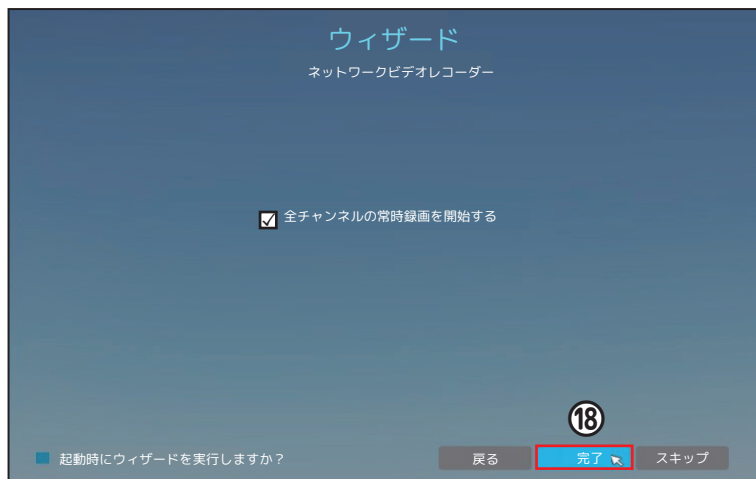 ウィザード
ネットワークビデオレコーダー
全チャンネルの常時録画を開始する
⑱
起動時にウィザードを実行しますか？ 戻る 完了 スキップ